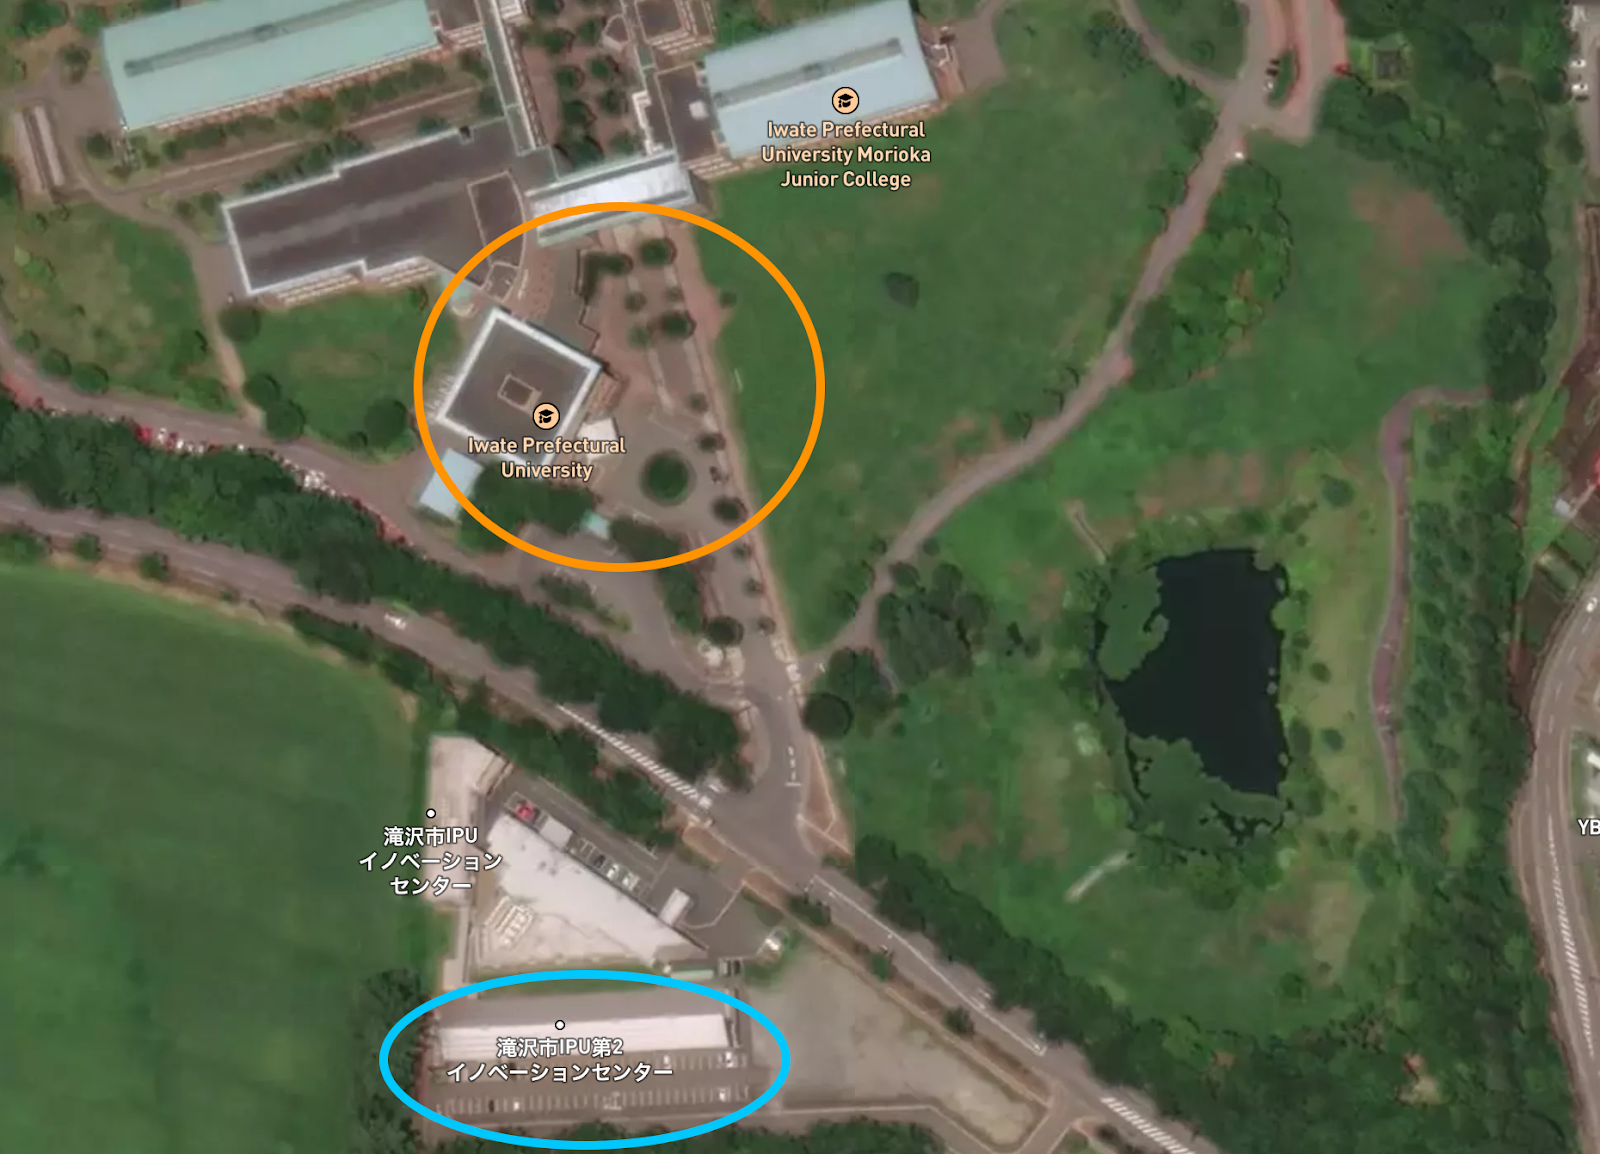 Iwate Prefectural
University Morioka
Junior College
Iwate Prefectural
University
滝沢市IPU
イノベーション
センター
YB
滝沢市IPU第2
イノベーションセンター